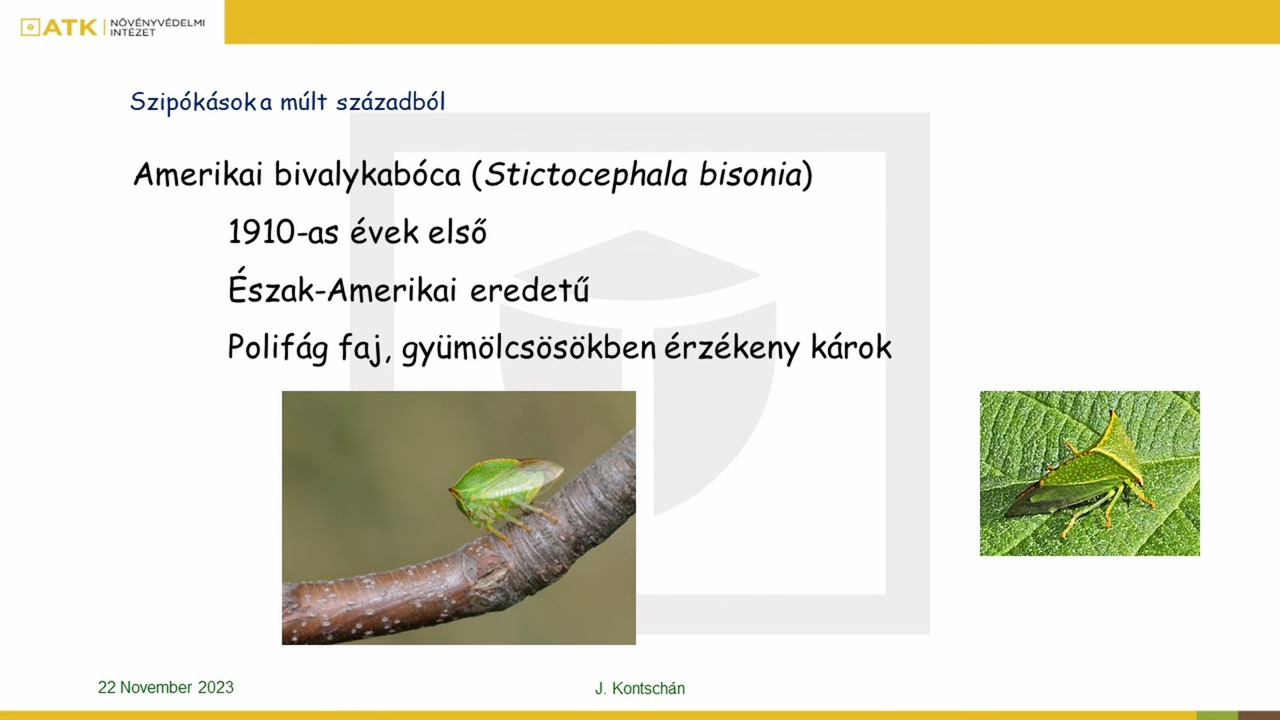 ATK NÖVÉNYVÉDELMI
INTÉZET
Szipókások a múlt századból
Amerikai bivalykabóca (Stictocephala bisonia)
1910-as évek első
Észak-Amerikai eredetű
Polifág faj, gyümölcsösökben érzékeny károk
22 November 2023
J. Kontschán